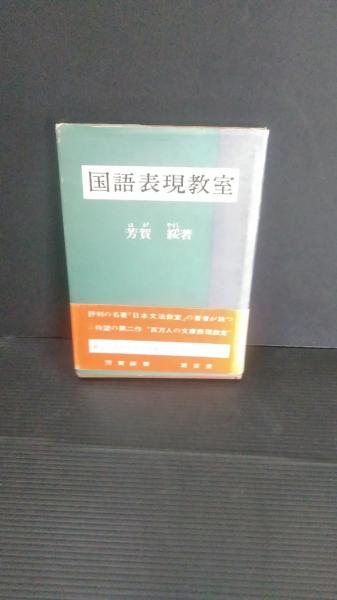 国語表現教室
はが やすし
芳賀 綏著
評判の名著「日本文法教室」の著者が放つ
待望の第二作 “百万人の文章表現教室”
芳賀綏著 東京堂